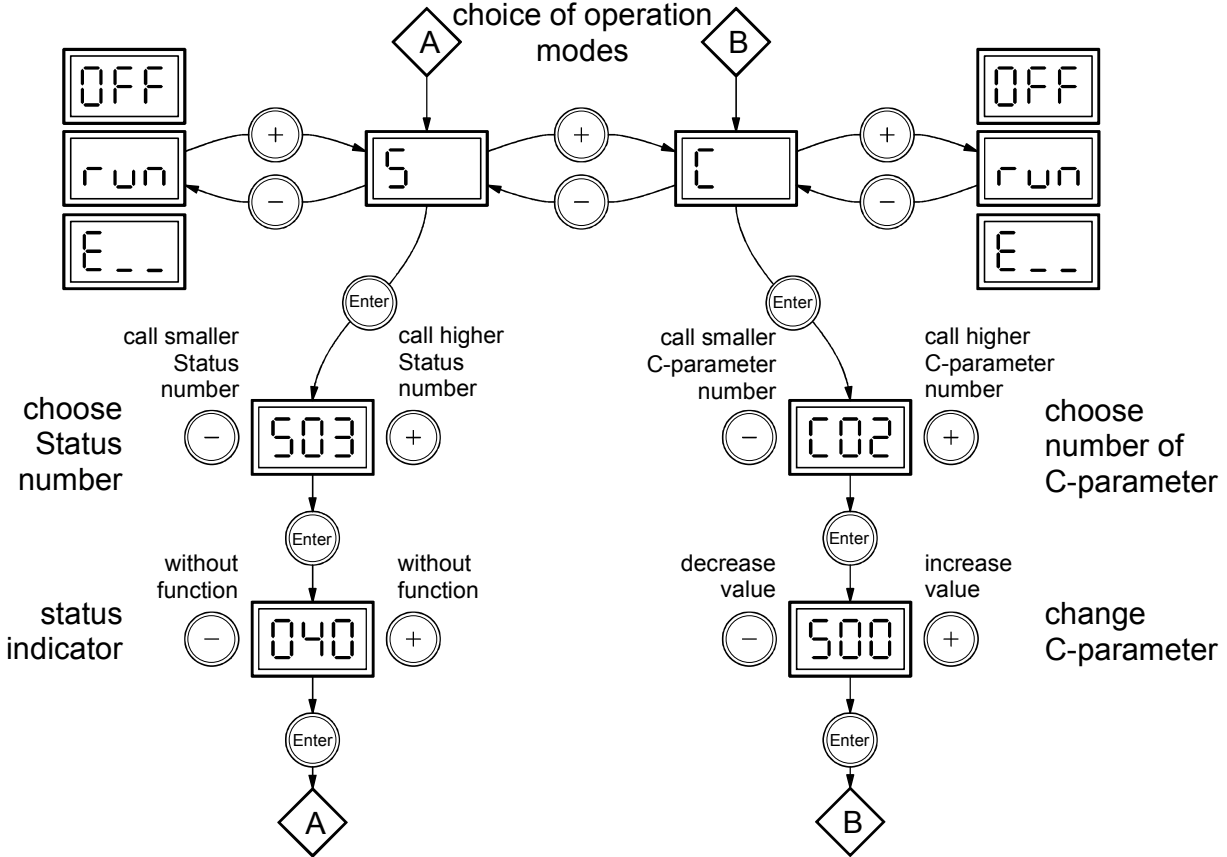 choice of operation
modes
A
B
OFF
OFF
+
+
+
run
S
C
run
−
−
−
E _ _
E _ _
Enter
Enter
call smaller
Status
number
call higher
Status
number
call smaller
C-parameter
number
call higher
C-parameter
number
choose
Status
number
−
S03
+
−
C02
+
choose
number of
C-parameter
Enter
Enter
without
function
without
function
decrease
value
increase
value
status
indicator
−
040
+
−
500
+
change
C-parameter
Enter
Enter
A
B